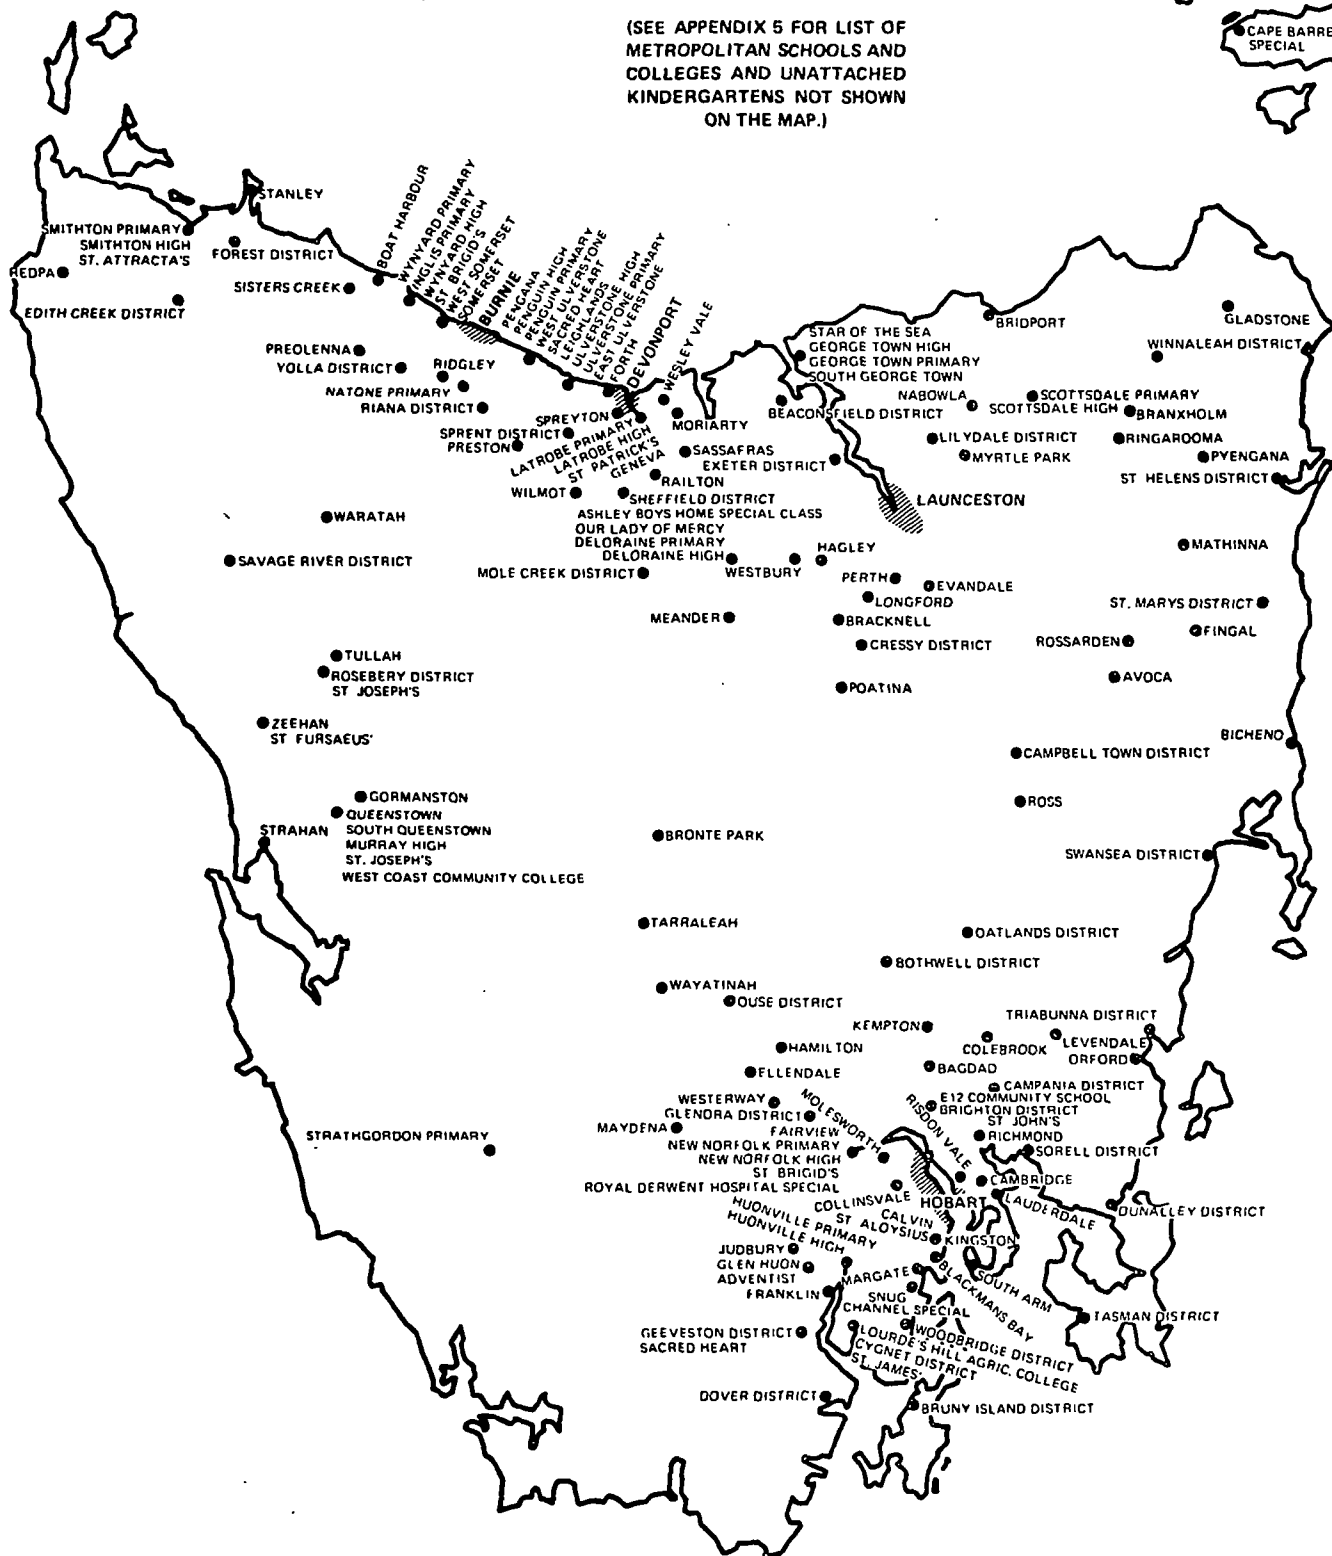 (SEE APPENDIX 5 FOR LIST OF
METROPOLITAN SCHOOLS AND
COLLEGES AND UNATTACHED
KINDERGARTENS NOT SHOWN
ON THE MAP.)
CAPE BARRE
SPECIAL
STANLEY
SMITHTON PRIMARY
SMITHTON HIGH
ST. ATTRACTA'S
FOREST DISTRICT
REDPA
EDITH CREEK DISTRICT
SISTERS CREEK
BOAT HARBOUR
WYNYARD PRIMARY
INGLIS PRIMARY
WYNYARD HIGH
ST BRIGID'S
WEST SOMERSET
SOMERSET
BURNIE
PENGANA
PENGUIN HIGH
PENGUIN PRIMARY
WEST ULVERSTONE
SACRED HEART
LEIGHLANDS
ULVERSTONE HIGH
ULVERSTONE PRIMARY
EAST ULVERSTONE
FORTH
DEVONPORT
WESLEY VALE
PREOLENNA
YOLLA DISTRICT
RIDGLEY
NATONE PRIMARY
RIANA DISTRICT
SPREYTON
SPRENT DISTRICT
PRESTON
LATROBE PRIMARY
LATROBE HIGH
ST PATRICK'S
GENEVA
MORIARTY
SASSAFRAS
RAILTON
WILMOT
SHEFFIELD DISTRICT
ASHLEY BOYS HOME SPECIAL CLASS
OUR LADY OF MERCY
DELORAINE PRIMARY
DELORAINE HIGH
MOLE CREEK DISTRICT
STAR OF THE SEA
GEORGE TOWN HIGH
GEORGE TOWN PRIMARY
SOUTH GEORGE TOWN
BEACONSFIELD DISTRICT
EXETER DISTRICT
BRIDPORT
GLADSTONE
WINNALEAH DISTRICT
NABOWLA
SCOTTSDALE PRIMARY
SCOTTSDALE HIGH
BRANXHOLM
LILYDALE DISTRICT
RINGAROOMA
MYRTLE PARK
PYENGANA
ST HELENS DISTRICT
LAUNCESTON
WARATAH
SAVAGE RIVER DISTRICT
WESTBURY
HAGLEY
MATHINNA
PERTH
EVANDALE
LONGFORD
ST. MARYS DISTRICT
MEANDER
BRACKNELL
FINGAL
CRESSY DISTRICT
ROSSARDEN
TULLAH
ROSEBERY DISTRICT
ST JOSEPH'S
POATINA
AVOCA
ZEEHAN
ST FURSAEUS'
BICHENO
CAMPBELL TOWN DISTRICT
GORMANSTON
ROSS
QUEENSTOWN
SOUTH QUEENSTOWN
MURRAY HIGH
ST. JOSEPH'S
WEST COAST COMMUNITY COLLEGE
STRAHAN
BRONTE PARK
SWANSEA DISTRICT
TARRALEAH
OATLANDS DISTRICT
BOTHWELL DISTRICT
WAYATINAH
OUSE DISTRICT
KEMPTON
TRIABUNNA DISTRICT
COLEBROOK
LEVENDALE
ORFORD
HAMILTON
BAGDAD
ELLENDALE
CAMPANIA DISTRICT
E12 COMMUNITY SCHOOL
BRIGHTON DISTRICT
ST JOHN'S
RICHMOND
WESTERWAY
GLENDRA DISTRICT
MAYDENA
MOLESWORTH
RISDON VALE
FAIRVIEW
NEW NORFOLK PRIMARY
NEW NORFOLK HIGH
ST BRIGID'S
ROYAL DERWENT HOSPITAL SPECIAL
STRATHGORDON PRIMARY
SORELL DISTRICT
CAMBRIDGE
COLLINSVALE
HOBART
LAUDERDALE
DUNALLEY DISTRICT
CALVIN
ST ALOYSIUS
KINGSTON
HUONVILLE PRIMARY
HUONVILLE HIGH
JUDBURY
GLEN HUON
ADVENTIST
FRANKLIN
MARGATE
BLACKMANS BAY
SOUTH ARM
SNUG
CHANNEL SPECIAL
TASMAN DISTRICT
WOODBRIDGE DISTRICT
LOURDE'S HILL AGRIC. COLLEGE
CYGNET DISTRICT
ST. JAMES'
GEEVESTON DISTRICT
SACRED HEART
DOVER DISTRICT
BRUNY ISLAND DISTRICT